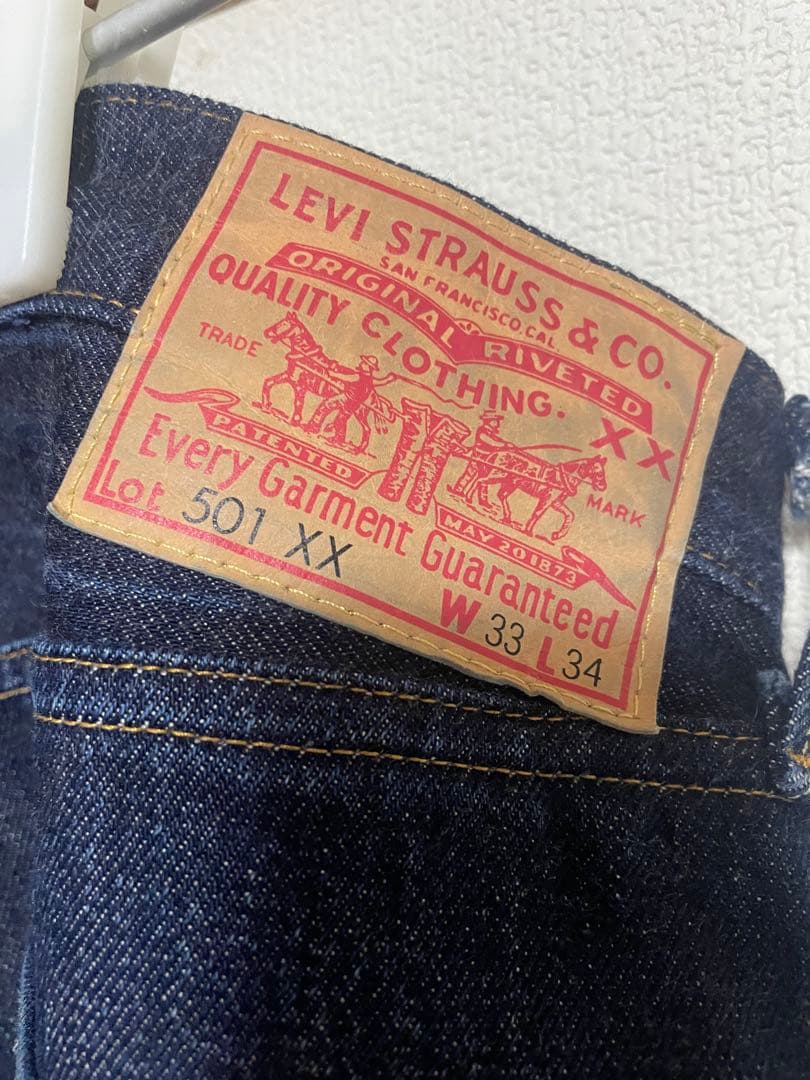 LEVI STRAUSS & CO.
SAN FRANCISCO, CAL
ORIGINAL RIVETED
QUALITY CLOTHING.
XX
TRADE MARK
PATENTED MAY 20 1873
Every Garment Guaranteed
Lot 501 XX W 33 L 34